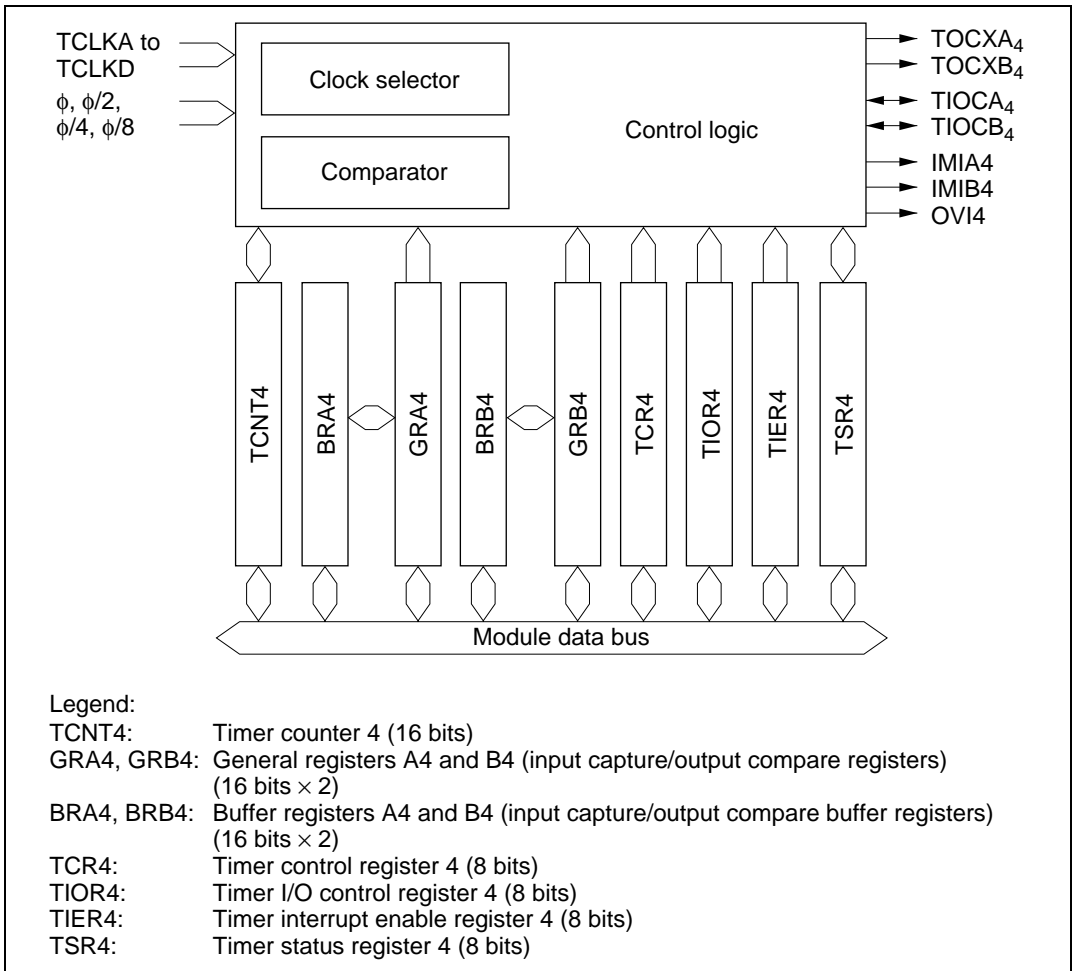 TCLKA to
TCLKD
ϕ, ϕ/2,
ϕ/4, ϕ/8
Clock selector
Comparator
Control logic
TOCXA4
TOCXB4
TIOCA4
TIOCB4
IMIA4
IMIB4
OVI4
TCNT4
BRA4
GRA4
BRB4
GRB4
TCR4
TIOR4
TIER4
TSR4
Module data bus
Legend:
TCNT4: Timer counter 4 (16 bits)
GRA4, GRB4: General registers A4 and B4 (input capture/output compare registers)
(16 bits × 2)
BRA4, BRB4: Buffer registers A4 and B4 (input capture/output compare buffer registers)
(16 bits × 2)
TCR4: Timer control register 4 (8 bits)
TIOR4: Timer I/O control register 4 (8 bits)
TIER4: Timer interrupt enable register 4 (8 bits)
TSR4: Timer status register 4 (8 bits)